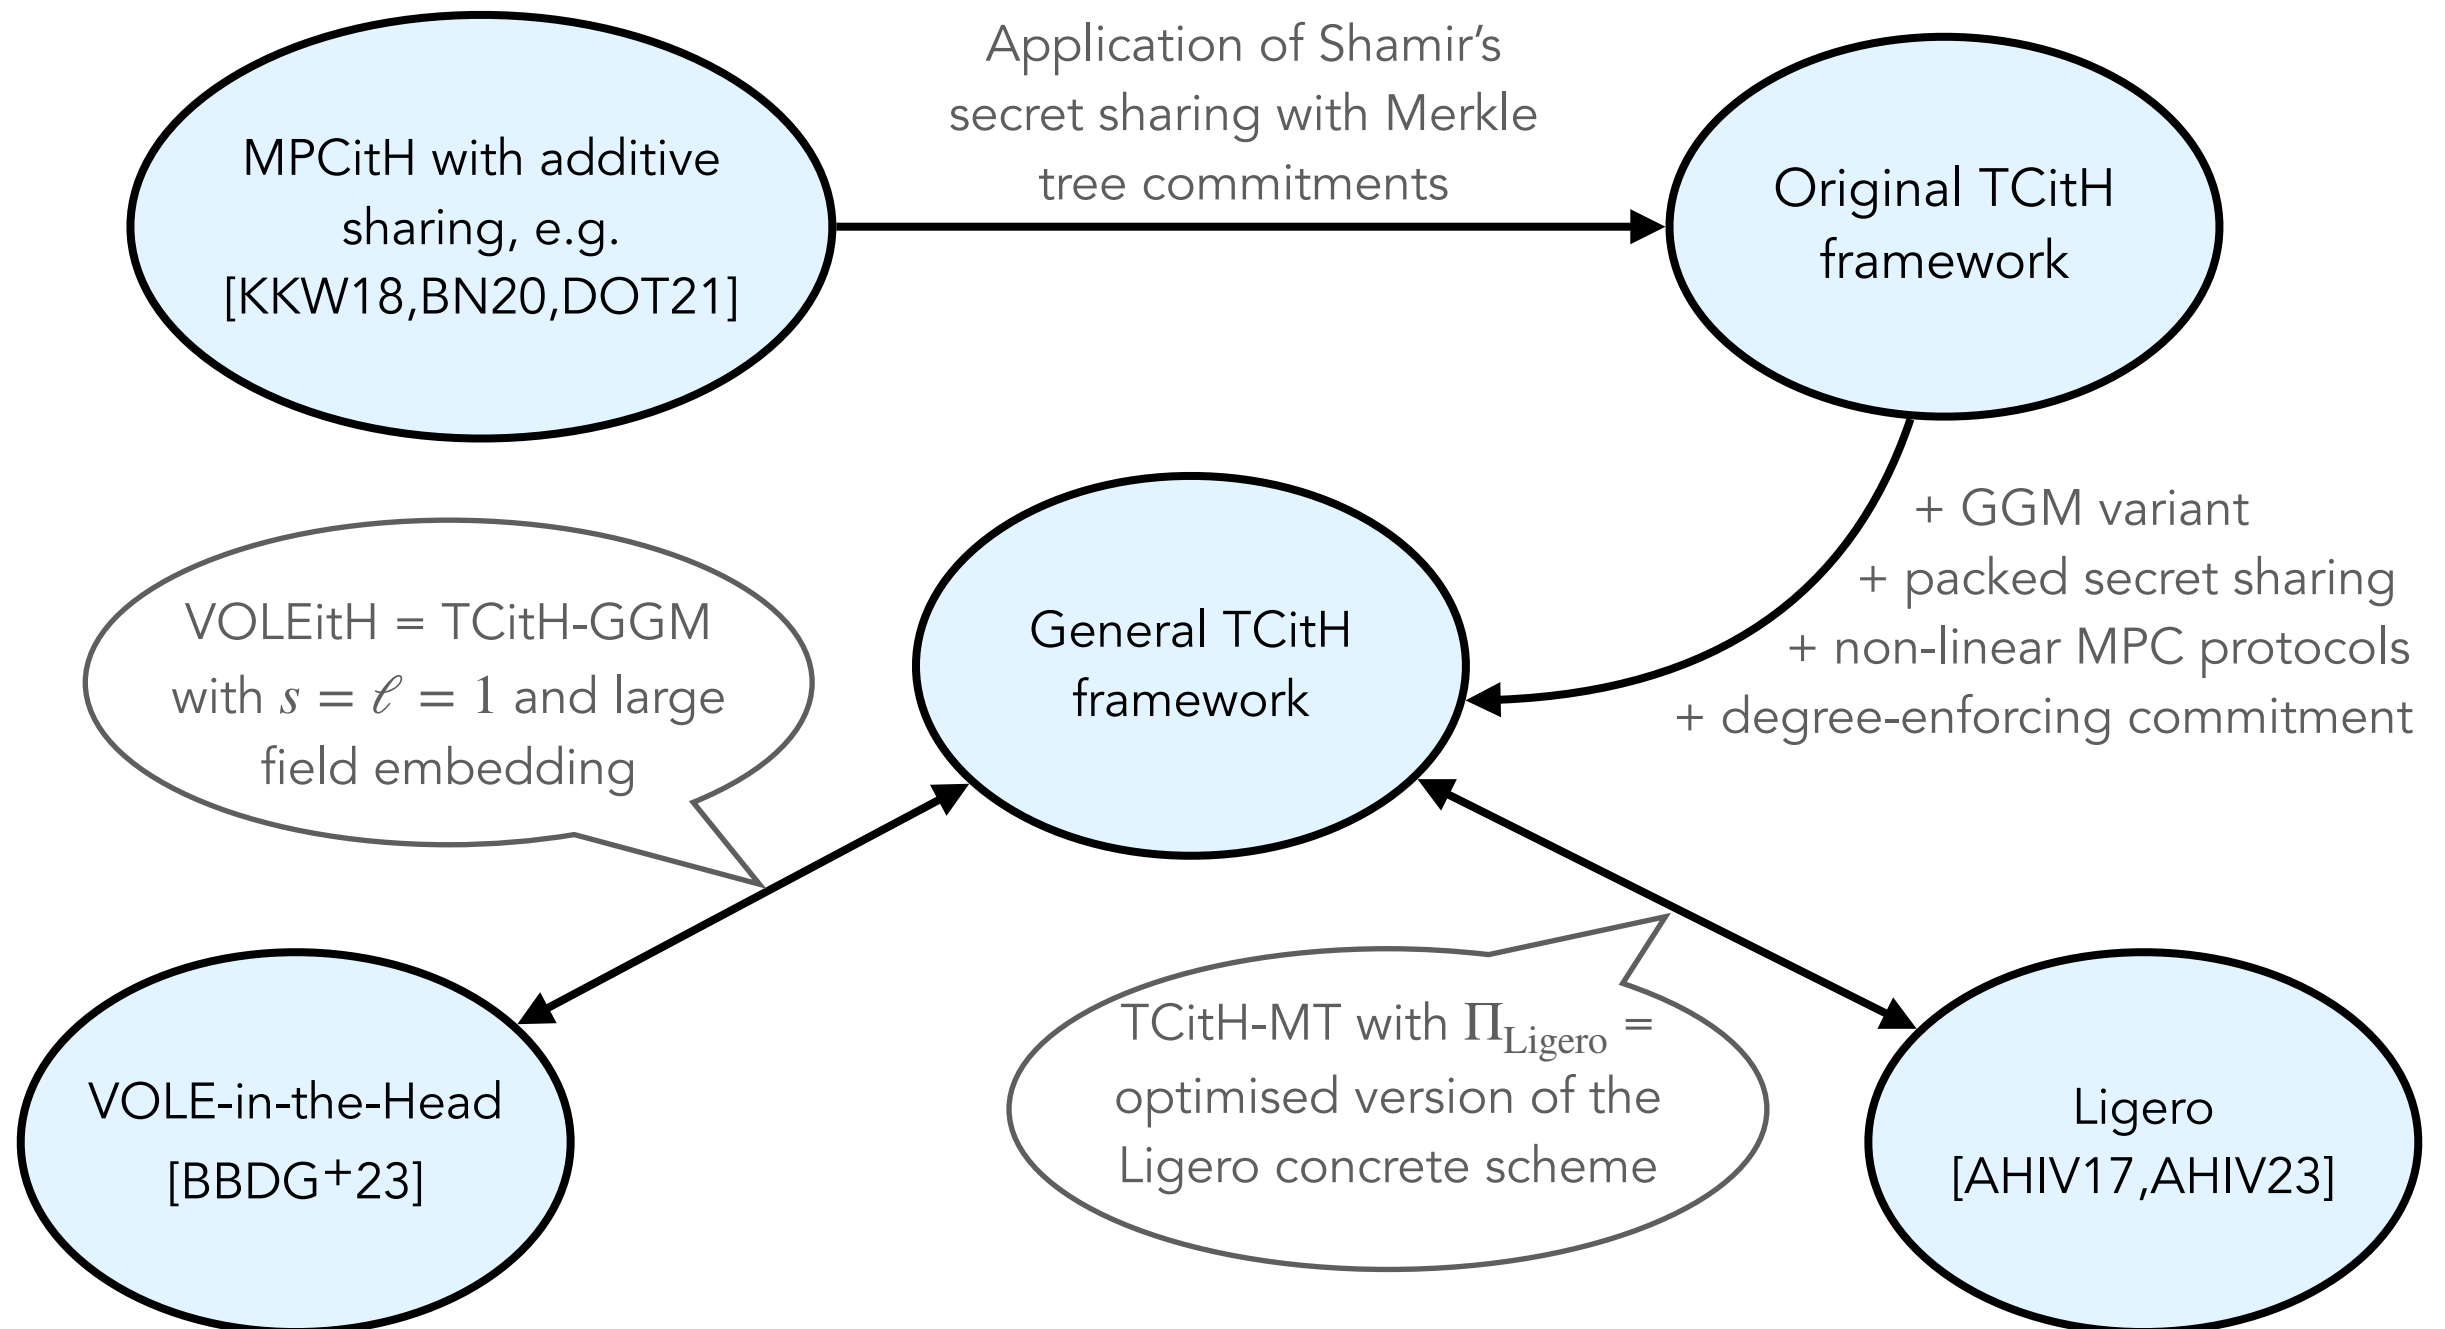 MPCitH with additive
sharing, e.g.
[KKW18,BN20,DOT21]
Application of Shamir's
secret sharing with Merkle
tree commitments
Original TCitH
framework
+ GGM variant
+ packed secret sharing
+ non-linear MPC protocols
+ degree-enforcing commitment
General TCitH
framework
VOLEitH = TCitH-GGM
with s = ℓ = 1 and large
field embedding
VOLE-in-the-Head
[BBDG+23]
TCitH-MT with Π_Ligero =
optimised version of the
Ligero concrete scheme
Ligero
[AHIV17,AHIV23]